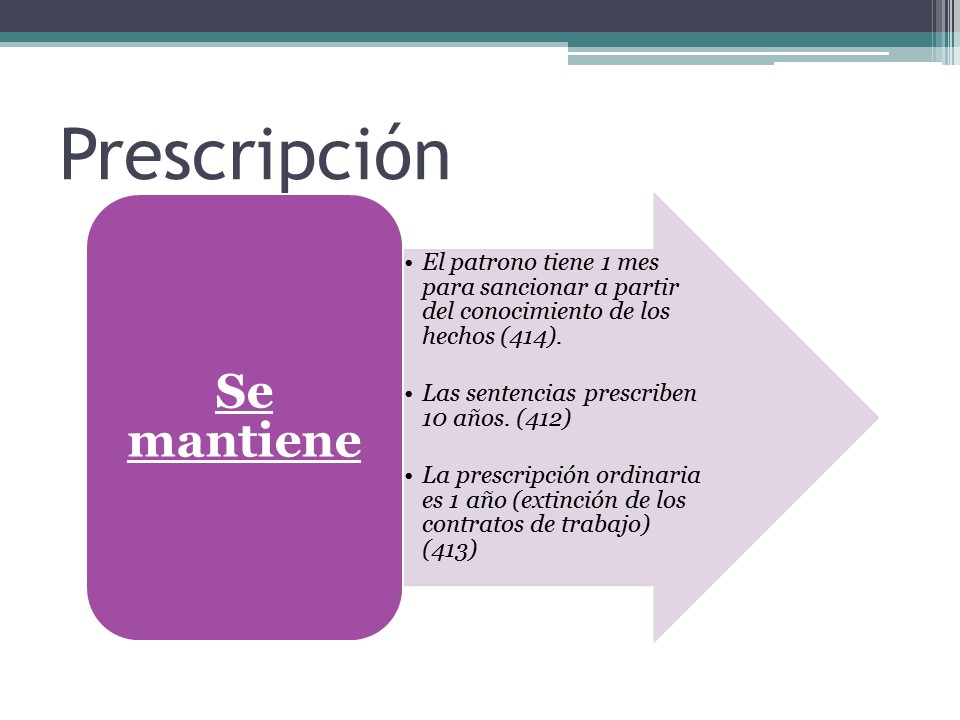 Prescripción
Se
mantiene
• El patrono tiene 1 mes
para sancionar a partir
del conocimiento de los
hechos (414).
• Las sentencias prescriben
10 años. (412)
• La prescripción ordinaria
es 1 año (extinción de los
contratos de trabajo)
(413)